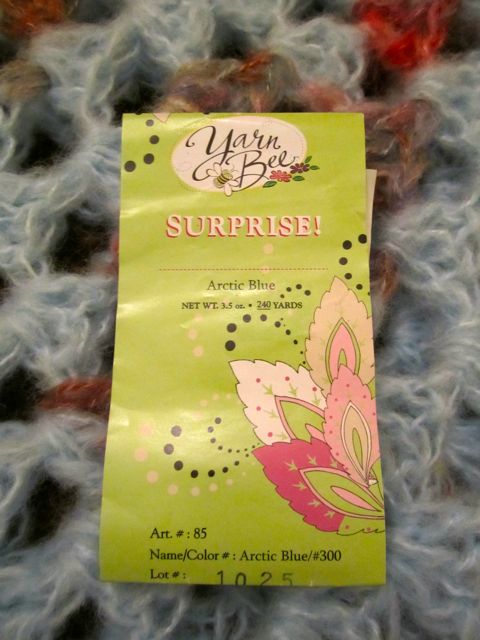 Yarn
Bee
SURPRISE!
Arctic Blue
NET WT. 3.5 oz. • 240 YARDS
Art. # : 85
Name/Color # : Arctic Blue/#300
Lot # : 1025